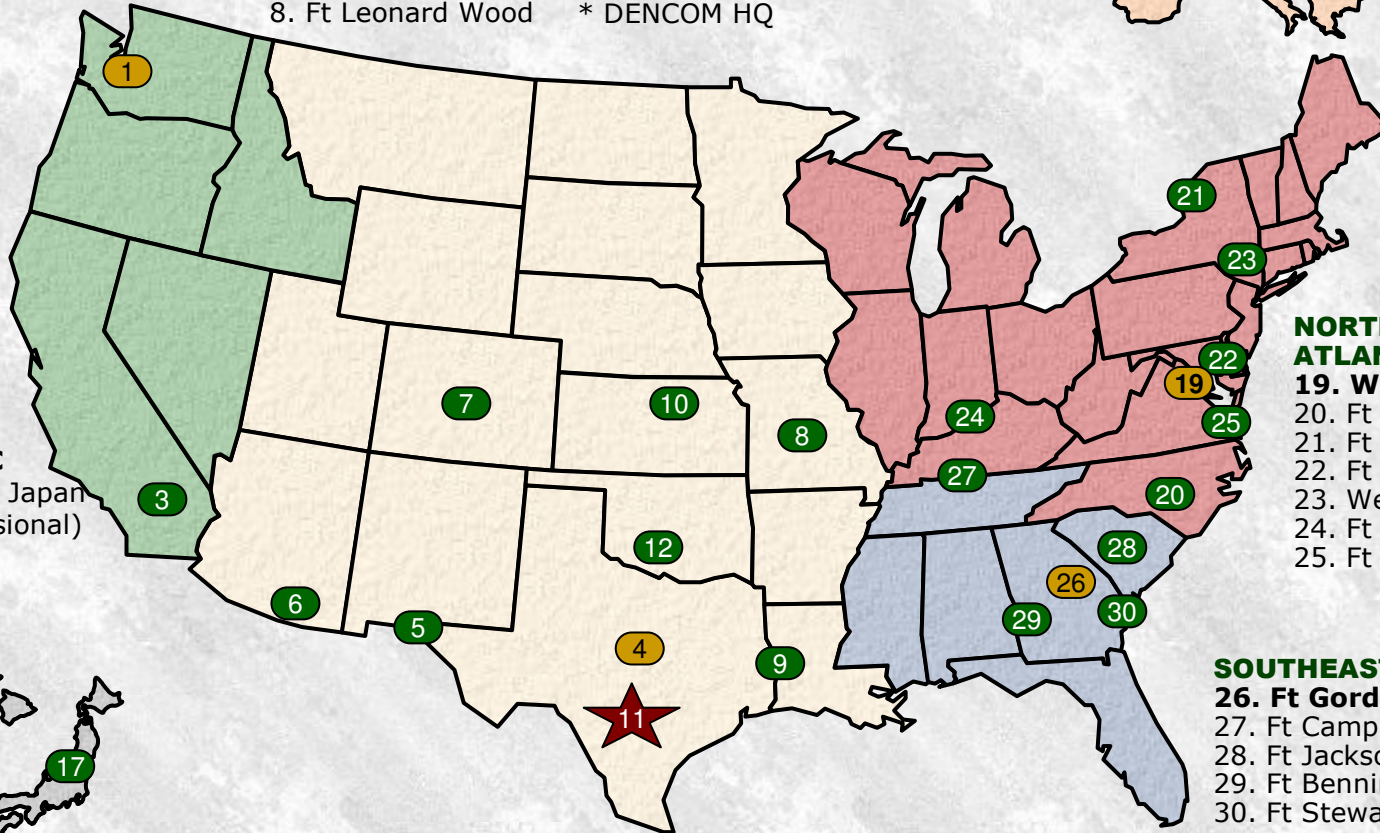 8. Ft Leonard Wood * DENCOM HQ
1
21
23
NORT
ATLAN
22
19
19. W
7
10
20. Ft
24
25
8
21. Ft
22. Ft
27
Japan
3
20
23. We
sional)
24. Ft
12
28
25. Ft
26
6
5
29
30
4
9
SOUTHEAST
26. Ft Gord
11
27. Ft Camp
28. Ft Jackso
17
29. Ft Benni
30. Ft Stewa